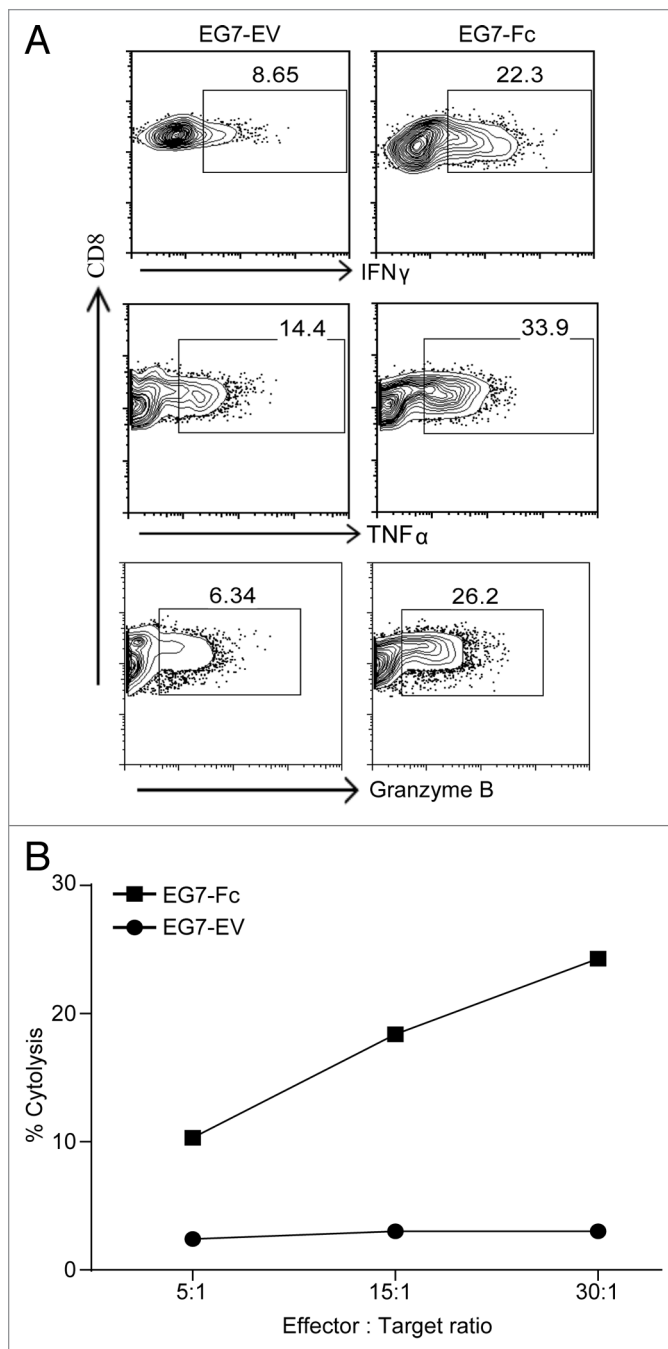 A
EG7-EV
EG7-Fc
8.65
22.3
CD8
IFNγ
14.4
33.9
TNFα
6.34
26.2
Granzyme B
B
30
EG7-Fc
EG7-EV
20
% Cytolysis
10
0
5:1
15:1
30:1
Effector : Target ratio